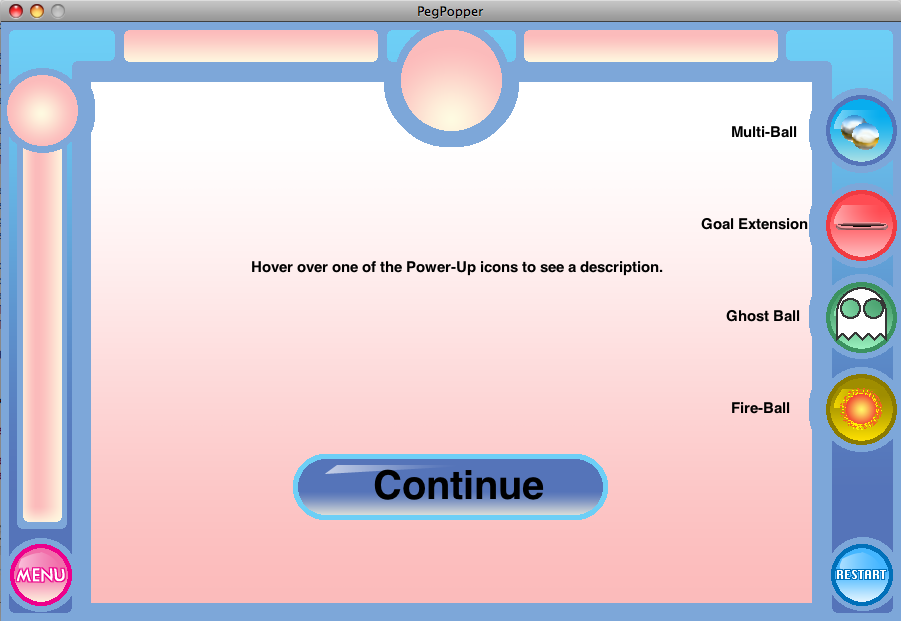 PegPopper
Multi-Ball
Goal Extension
Hover over one of the Power-Up icons to see a description.
Ghost Ball
Fire-Ball
Continue
MENU
RESTART